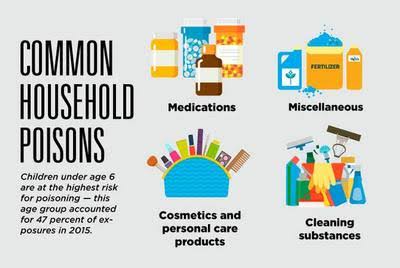 COMMON
HOUSEHOLD
POISONS
Children under age 6
are at the highest risk
for poisoning — this
age group accounted
for 47 percent of ex-
posures in 2015.
Medications
FERTILIZER
Miscellaneous
Cosmetics and
personal care
products
Cleaning
substances